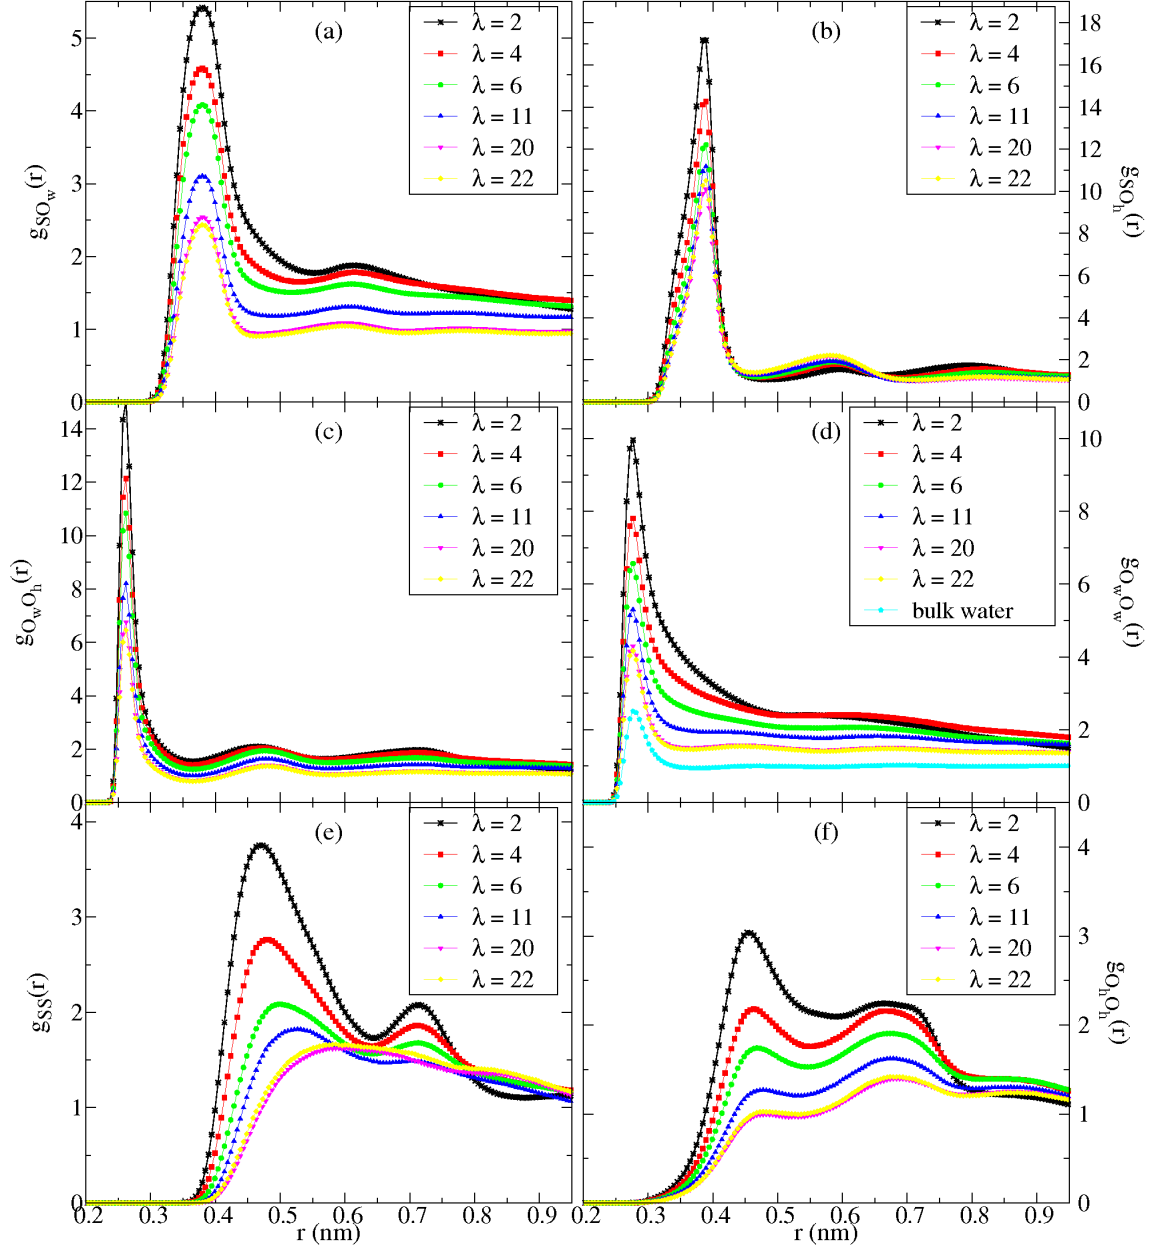 (a)
λ = 2
λ = 4
λ = 6
λ = 11
λ = 20
λ = 22
5
4
3
2
1
0
g_SO_w(r)
(b)
λ = 2
λ = 4
λ = 6
λ = 11
λ = 20
λ = 22
18
16
14
12
10
8
6
4
2
0
g_SO_h(r)
(c)
λ = 2
λ = 4
λ = 6
λ = 11
λ = 20
λ = 22
14
12
10
8
6
4
2
0
g_O_wO_h(r)
(d)
λ = 2
λ = 4
λ = 6
λ = 11
λ = 20
λ = 22
bulk water
10
8
6
4
2
0
g_O_wO_w(r)
(e)
λ = 2
λ = 4
λ = 6
λ = 11
λ = 20
λ = 22
4
3
2
1
0
g_SS(r)
0.2 0.3 0.4 0.5 0.6 0.7 0.8 0.9
r (nm)
(f)
λ = 2
λ = 4
λ = 6
λ = 11
λ = 20
λ = 22
4
3
2
1
0
g_O_hO_h(r)
0.2 0.3 0.4 0.5 0.6 0.7 0.8 0.9
r (nm)